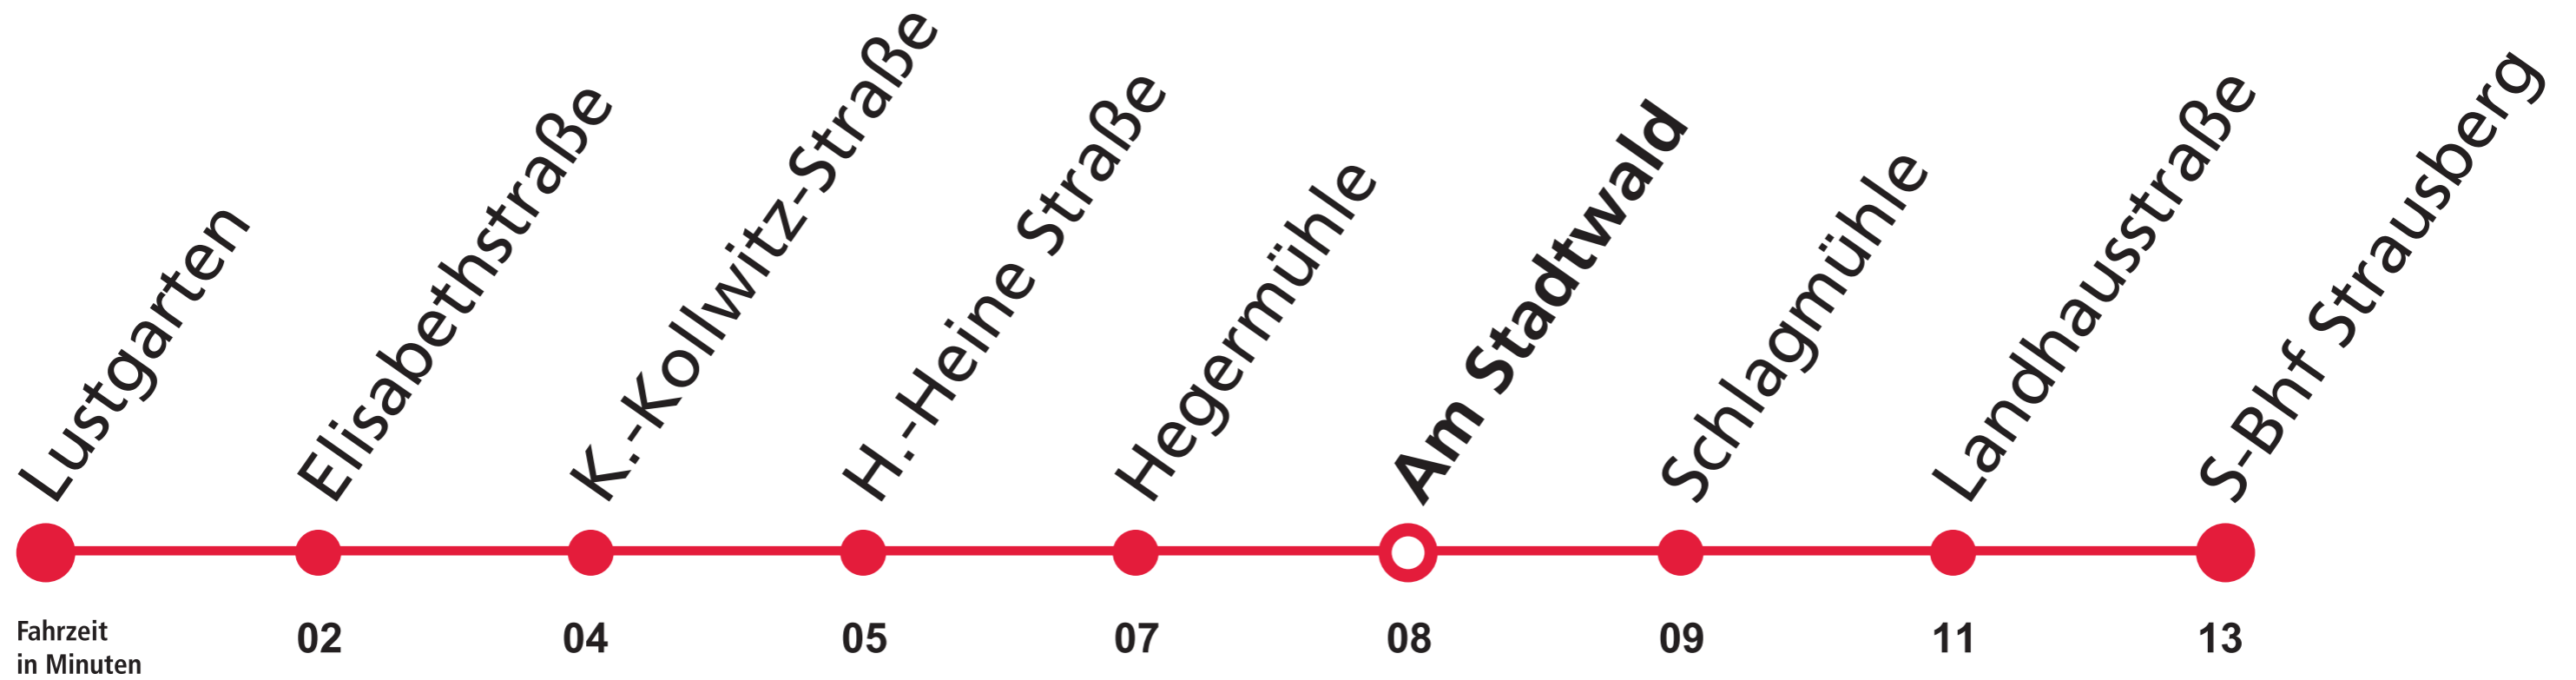 Lustgarten
Elisabethstraße
K.-Kollwitz-Straße
H.-Heine Straße
Hegermühle
Am Stadtwald
Schlagmühle
Landhausstraße
S-Bhf Strausberg
Fahrzeit
in Minuten
02
04
05
07
08
09
11
13